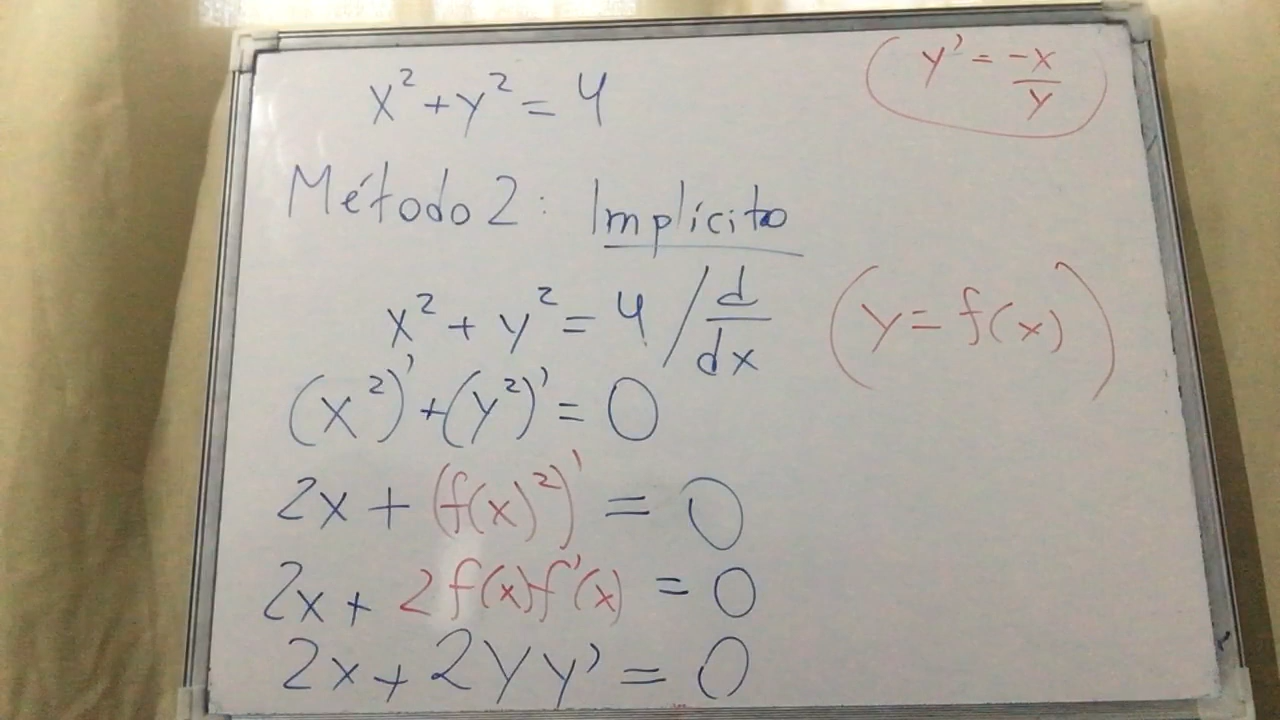 x² + y² = 4
y' = -x/y
Método 2: Implícito
x² + y² = 4 / d/dx
(y = f(x))
(x²)' + (y²)' = 0
2x + (f(x)²)' = 0
2x + 2f(x)f'(x) = 0
2x + 2yy' = 0